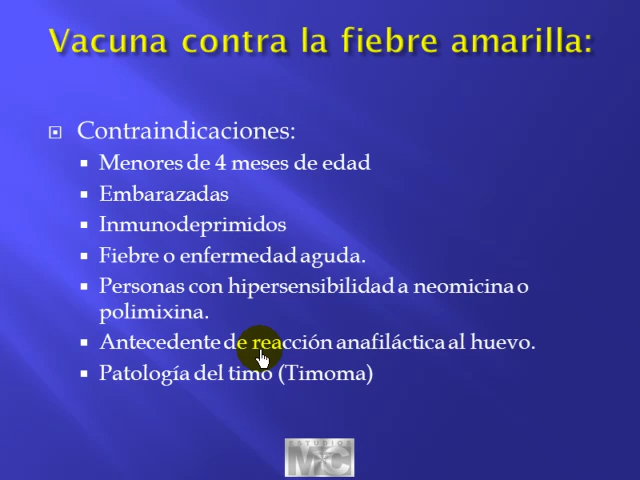 Vacuna contra la fiebre amarilla:
Contraindicaciones:
Menores de 4 meses de edad
Embarazadas
Inmunodeprimidos
Fiebre o enfermedad aguda.
Personas con hipersensibilidad a neomicina o
polimixina.
Antecedente de reacción anafiláctica al huevo.
Patología del timo (Timoma)
ESTUDIOS
MC